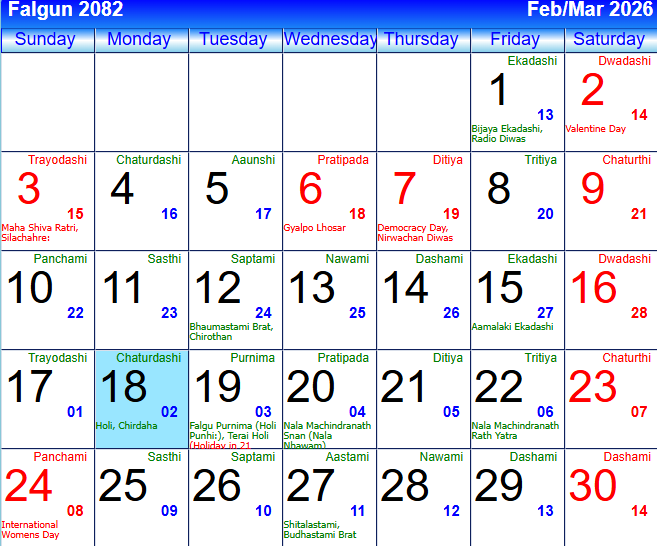 Falgun 2082 Feb/Mar 2026
Sunday Monday Tuesday Wednesday Thursday Friday Saturday
Ekadashi
1
13
Bijaya Ekadashi,
Radio Diwas
Dwadashi
2
14
Valentine Day
Trayodashi
3
15
Maha Shiva Ratri,
Silachahre:
Chaturdashi
4
16
Aaunshi
5
17
Pratipada
6
18
Gyalpo Lhosar
Ditiya
7
19
Democracy Day,
Nirwachan Diwas
Tritiya
8
20
Chaturthi
9
21
Panchami
10
22
Sasthi
11
23
Saptami
12
24
Bhaumastami Brat,
Chirothan
Nawami
13
25
Dashami
14
26
Ekadashi
15
27
Aamalaki Ekadashi
Dwadashi
16
28
Trayodashi
17
01
Chaturdashi
18
02
Holi, Chirdaha
Purnima
19
03
Falgu Purnima (Holi
Punhi:), Terai Holi
(Holiday in 21
Pratipada
20
04
Nala Machindranath
Snan (Nala
Nhawam)
Ditiya
21
05
Tritiya
22
06
Nala Machindranath
Rath Yatra
Chaturthi
23
07
Panchami
24
08
International
Womens Day
Sasthi
25
09
Saptami
26
10
Aastami
27
11
Shitalastami,
Budhastami Brat
Nawami
28
12
Dashami
29
13
Dashami
30
14